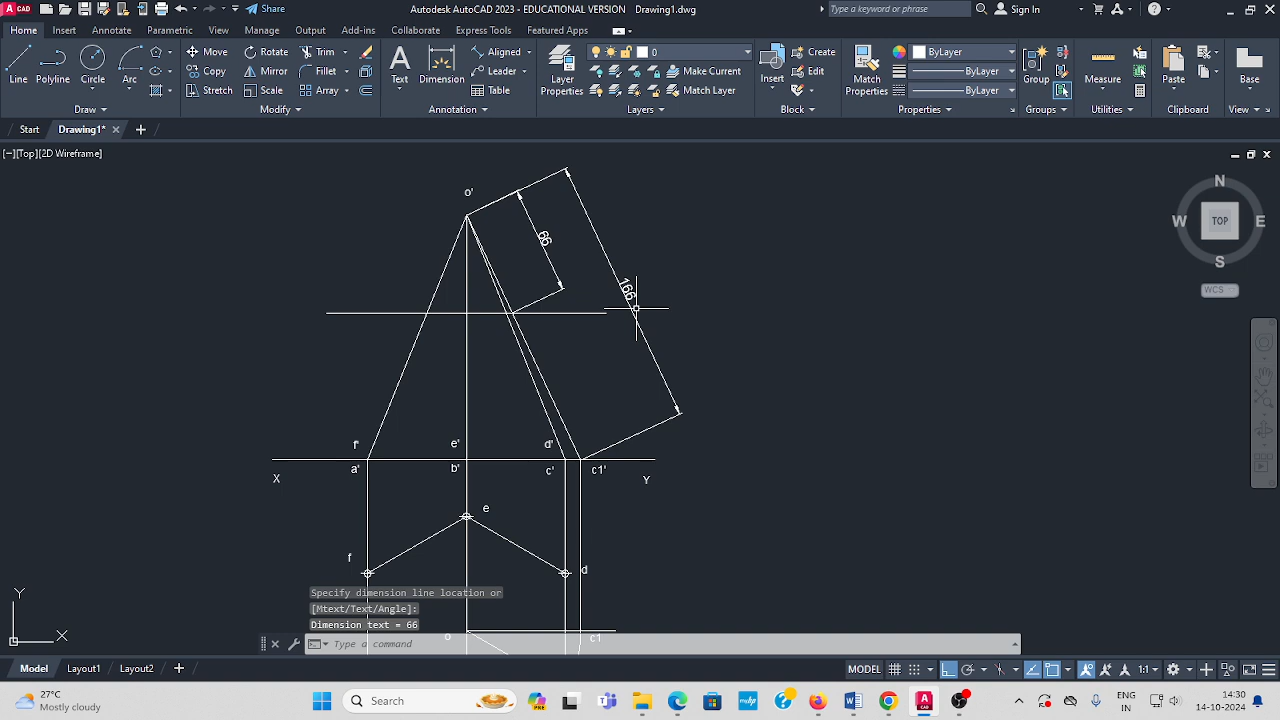 Share
Autodesk AutoCAD 2023 - EDUCATIONAL VERSION Drawing1.dwg
Type a keyword or phrase
Sign In
Home Insert Annotate Parametric View Manage Output Add-ins Collaborate Express Tools Featured Apps
Line Polyline Circle Arc
Move Rotate Trim
Copy Mirror Fillet
Stretch Scale Array
Text Dimension
Aligned
Leader
Table
Layer Properties
0
Make Current
Match Layer
Insert
Create
Edit
Match Properties
ByLayer
ByLayer
ByLayer
Group
Measure
Paste
Base
Draw Modify Annotation Layers Block Properties Groups Utilities Clipboard View
Start Drawing1*
[−][Top][2D Wireframe]
N
W TOP E
S
WCS
o'
66
166
f' e' d'
a' b' c' c1'
X Y
e
f d
o c1
Specify dimension line location or
[Mtext/Text/Angle]:
Dimension text = 66
Type a command
Y
X
Model Layout1 Layout2
MODEL 1:1
27°C
Mostly cloudy
Search
ENG
IN
14:30
14-10-2024